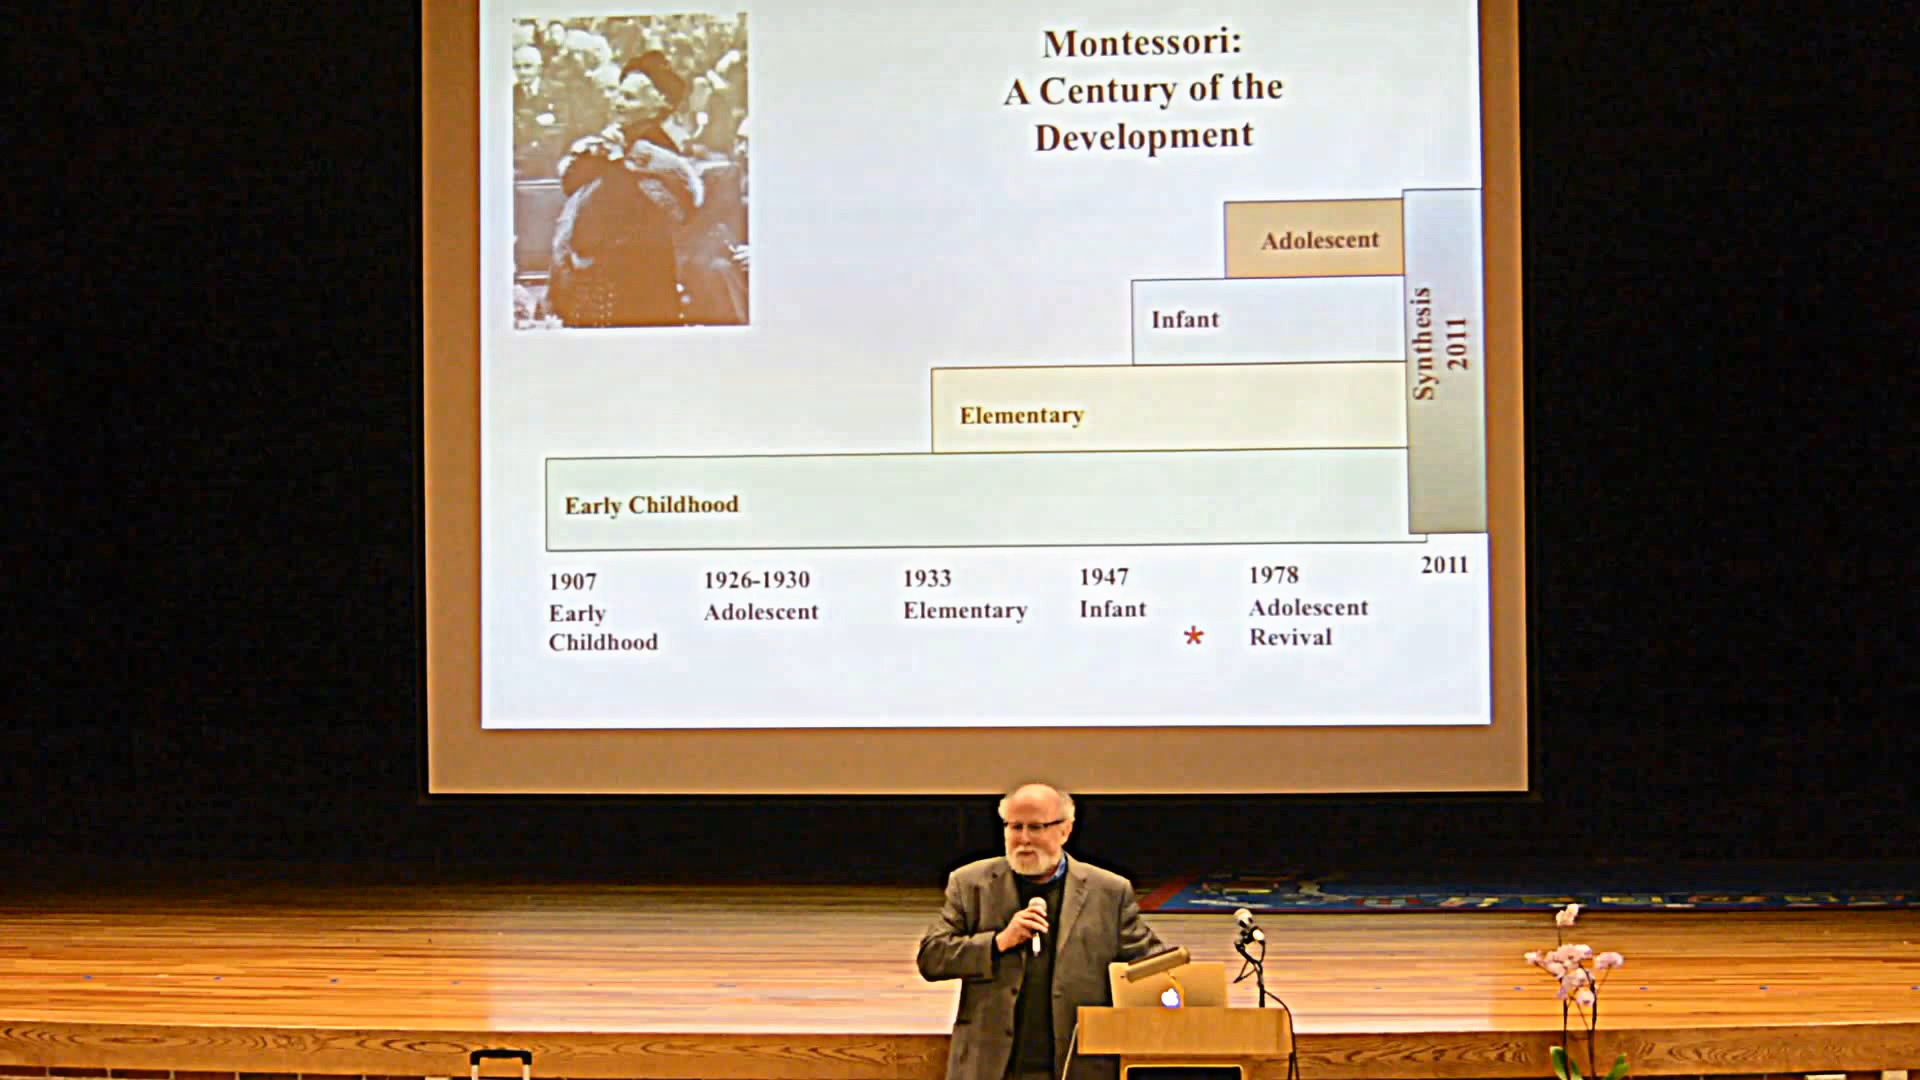 Montessori:
A Century of the
Development
Adolescent
Infant
Synthesis
2011
Elementary
Early Childhood
1907
Early
Childhood
1926-1930
Adolescent
1933
Elementary
1947
Infant
*
1978
Adolescent
Revival
2011